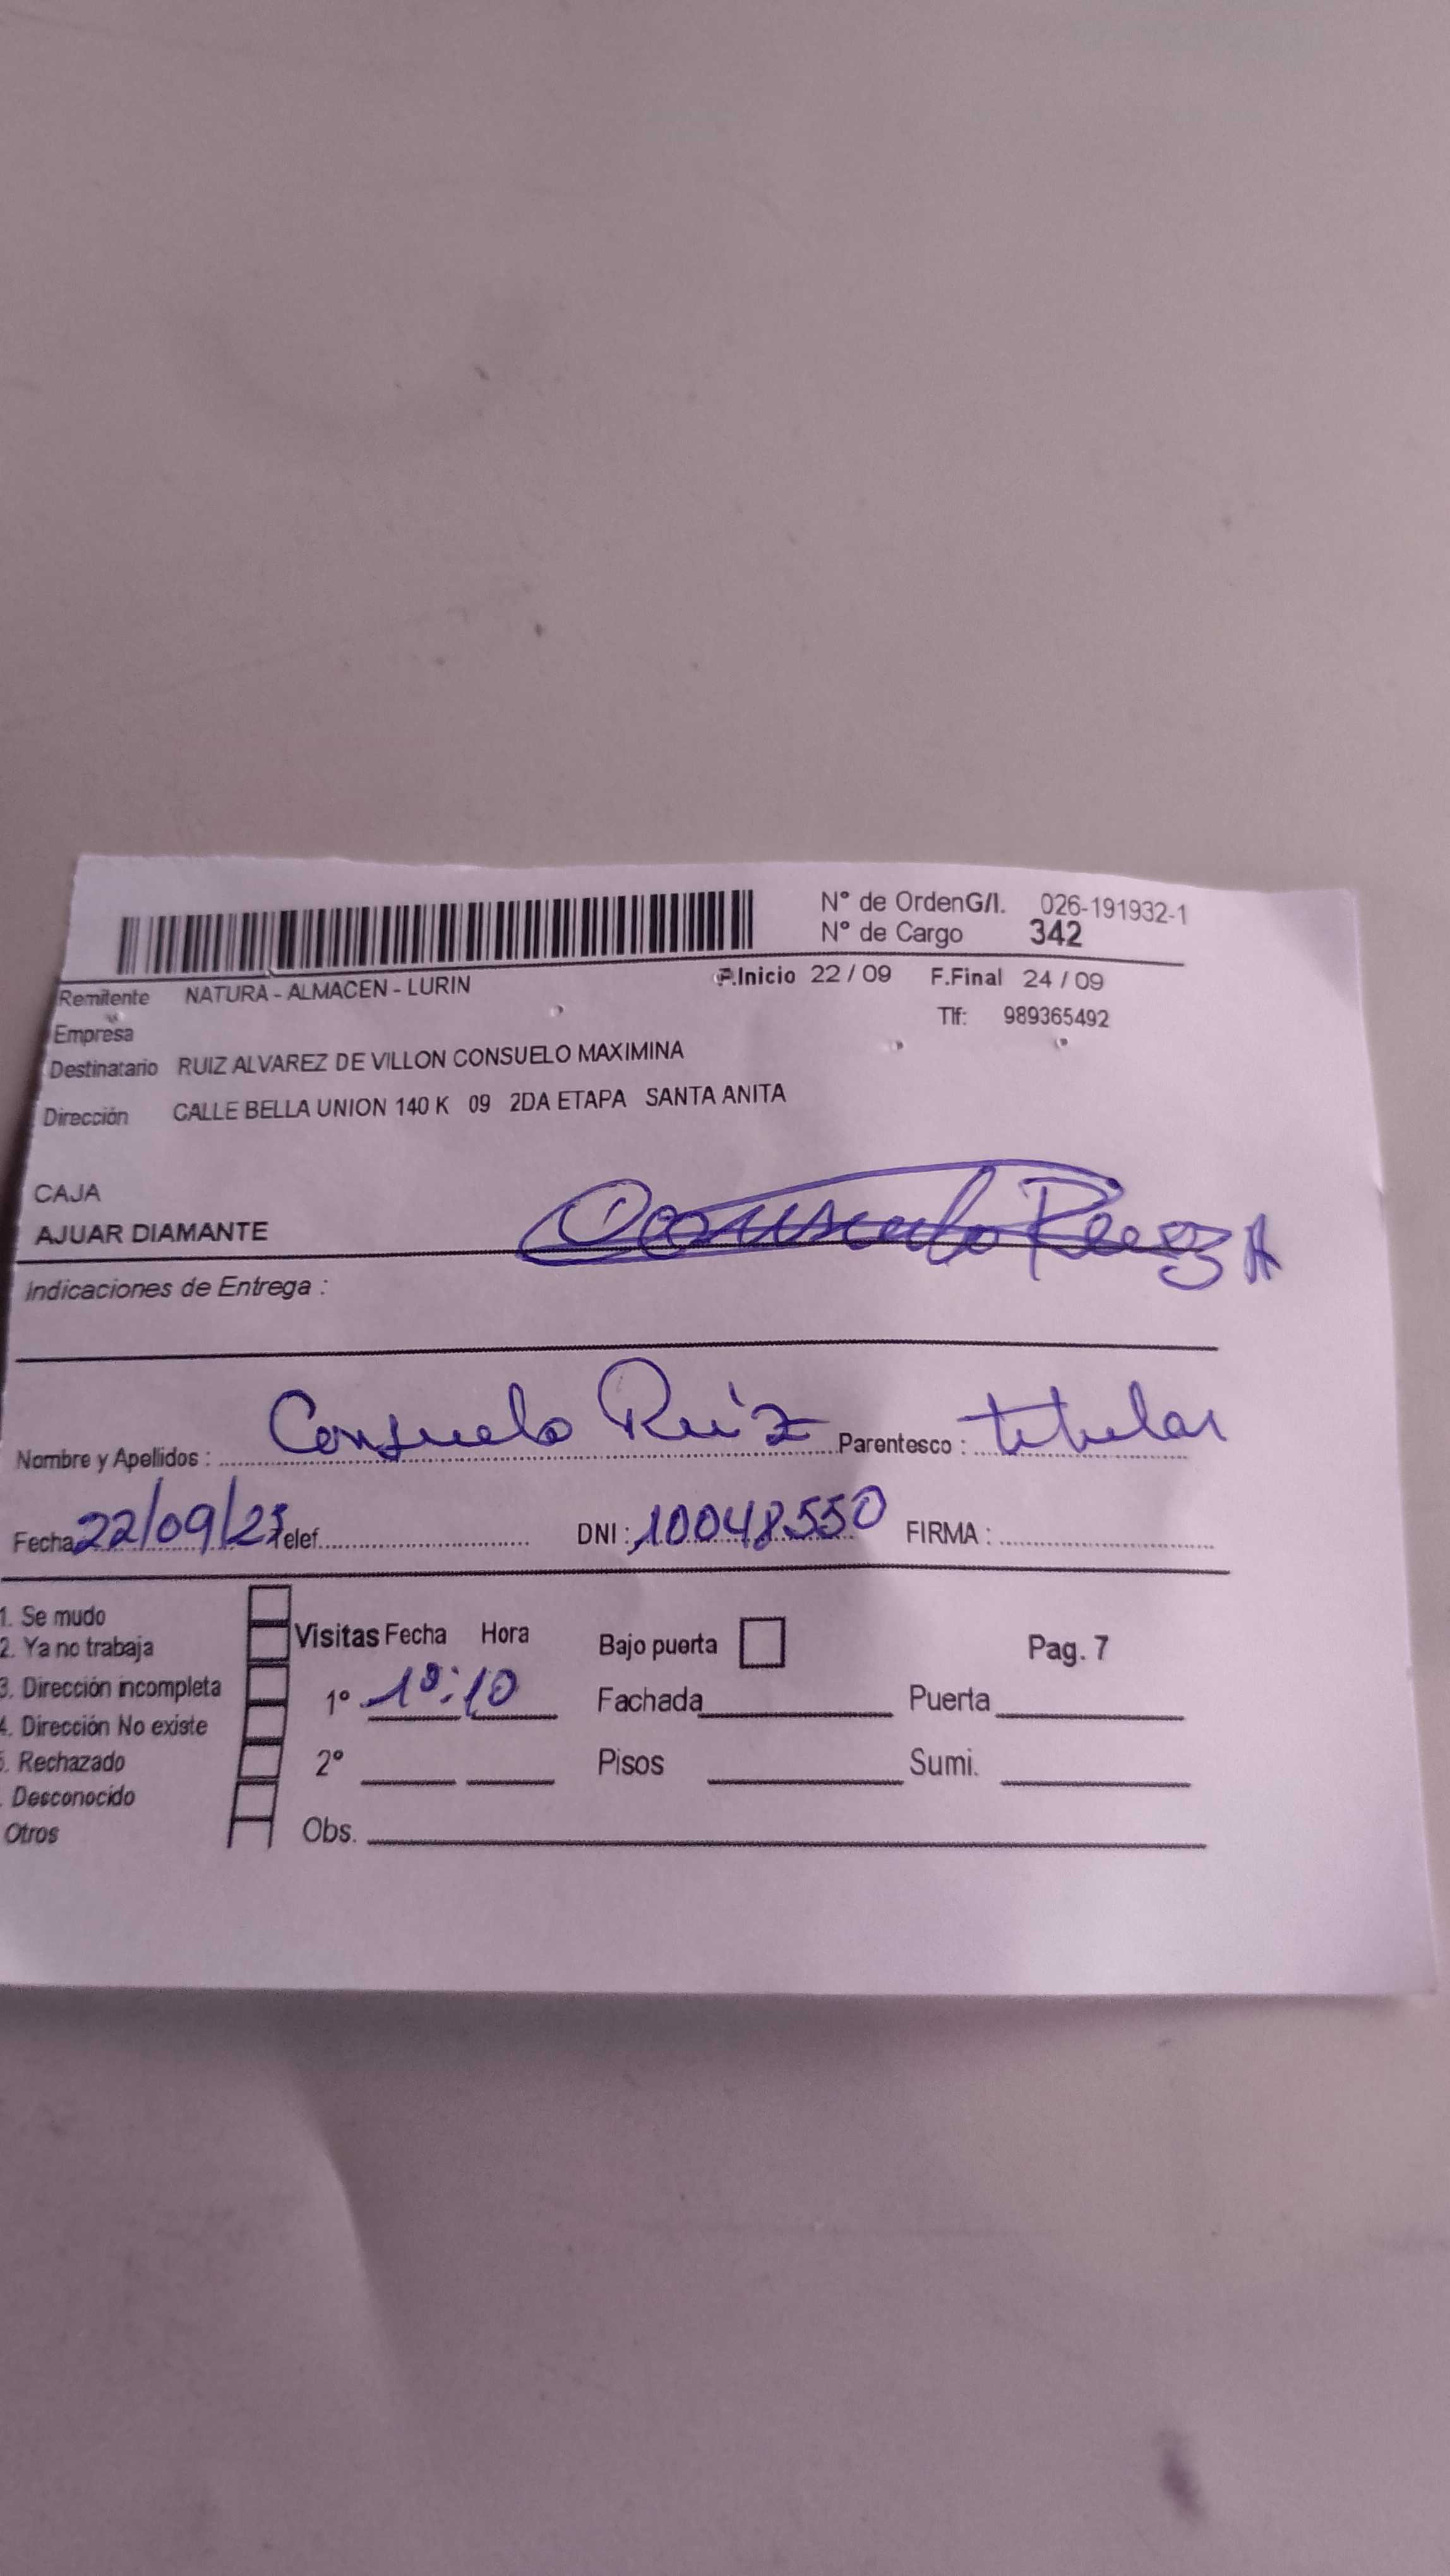 N° de OrdenG/I. 026-191932-1
N° de Cargo 342
Remitente NATURA - ALMACEN - LURIN F.Inicio 22 / 09 F.Final 24 / 09
Empresa Tlf: 989365492
Destinatario RUIZ ALVAREZ DE VILLON CONSUELO MAXIMINA
Dirección CALLE BELLA UNION 140 K 09 2DA ETAPA SANTA ANITA
CAJA
AJUAR DIAMANTE Consuelo Ruiz A
Indicaciones de Entrega :
Nombre y Apellidos : Consuelo Ruiz Parentesco : titular
Fecha 22/09/23 Telef. DNI : 10048550 FIRMA :
1. Se mudo
2. Ya no trabaja Visitas Fecha Hora Bajo puerta Pag. 7
3. Dirección incompleta 1° 10:10 Fachada Puerta
4. Dirección No existe
. Rechazado 2° Pisos Sumi.
. Desconocido
Otros Obs.